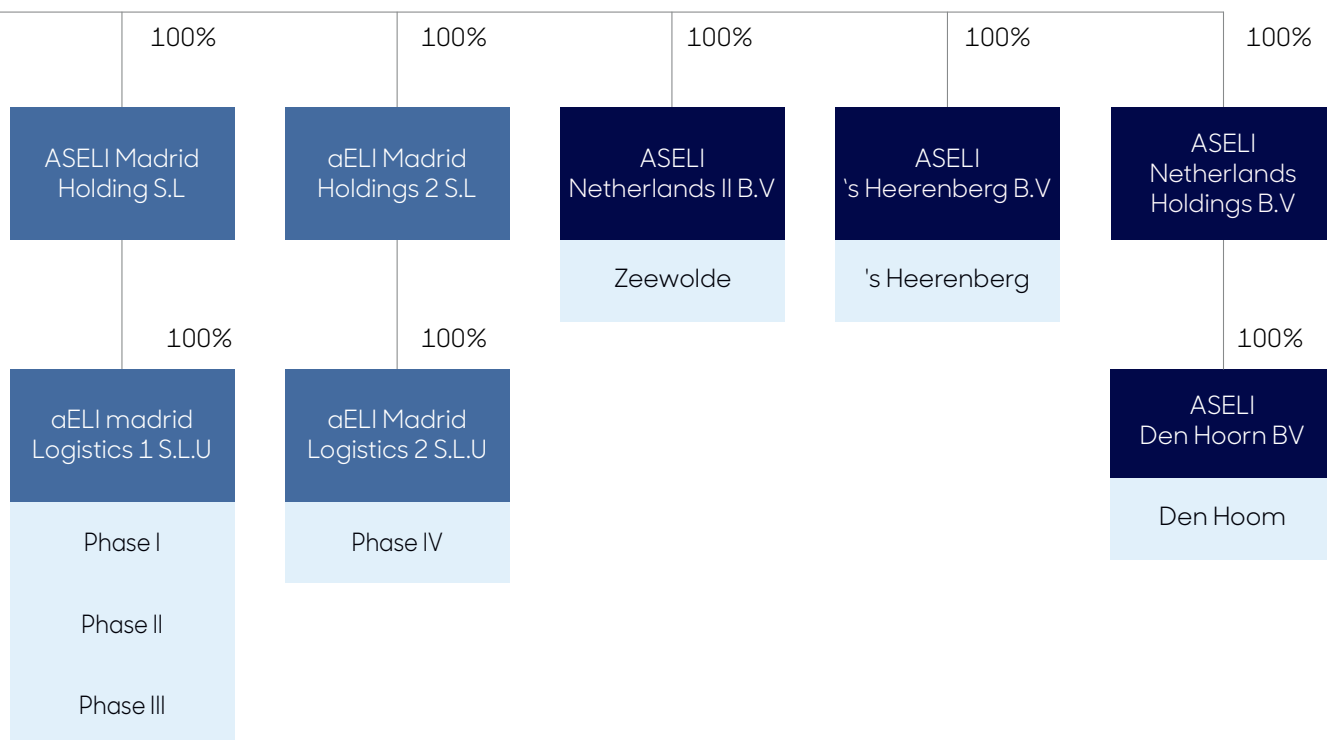 100%
100%
100%
100%
100%
ASELI Madrid
Holding S.L
aELI Madrid
Holdings 2 S.L
ASELI
Netherlands II B.V
ASELI
's Heerenberg B.V
ASELI
Netherlands
Holdings B.V
Zeewolde
's Heerenberg
100%
100%
100%
aELI madrid
Logistics 1 S.L.U
aELI Madrid
Logistics 2 S.L.U
ASELI
Den Hoorn BV
Phase I
Phase IV
Den Hoom
Phase II
Phase III